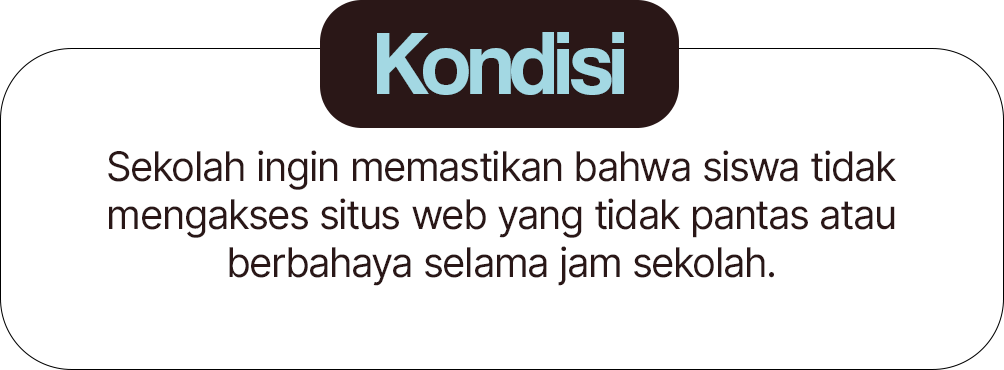 Kondisi
Sekolah ingin memastikan bahwa siswa tidak
mengakses situs web yang tidak pantas atau
berbahaya selama jam sekolah.